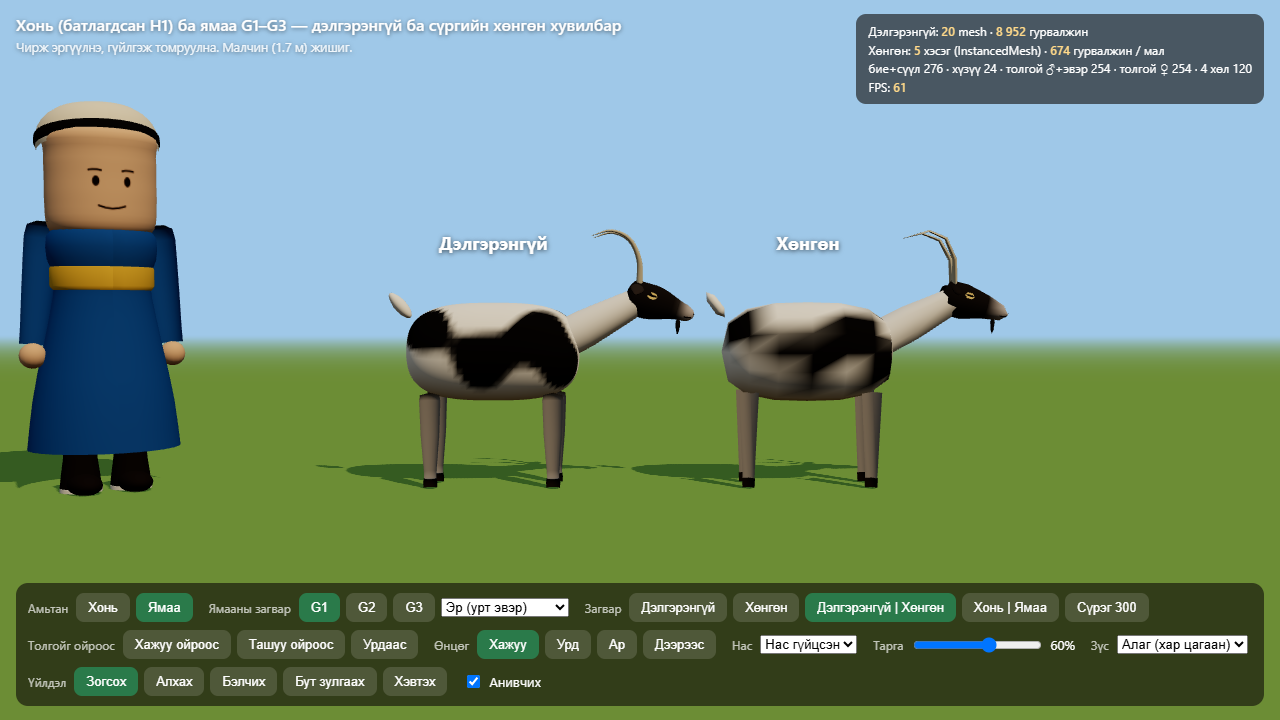 Хонь (батлагдсан H1) ба ямаа G1–G3 — дэлгэрэнгүй ба сүргийн хөнгөн хувилбар
Чирж эргүүлнэ, гүйлгэж томруулна. Малчин (1.7 м) жишиг.
Дэлгэрэнгүй: 20 mesh · 8 952 гурвалжин
Хөнгөн: 5 хэсэг (InstancedMesh) · 674 гурвалжин / мал
бие+сүүл 276 · хүзүү 24 · толгой ♂+эвэр 254 · толгой ♀ 254 · 4 хөл 120
FPS: 61
Дэлгэрэнгүй
Хөнгөн
Амьтан Хонь Ямаа Ямааны загвар G1 G2 G3 Эр (урт эвэр) Загвар Дэлгэрэнгүй Хөнгөн Дэлгэрэнгүй | Хөнгөн Хонь | Ямаа Сүрэг 300
Толгойг ойроос Хажуу ойроос Ташуу ойроос Урдаас Өнцөг Хажуу Урд Ар Дээрээс Нас Нас гүйцсэн Тарга 60% Зүс Алаг (хар цагаан)
Үйлдэл Зогсох Алхах Бэлчих Бут зулгаах Хэвтэх Анивчих